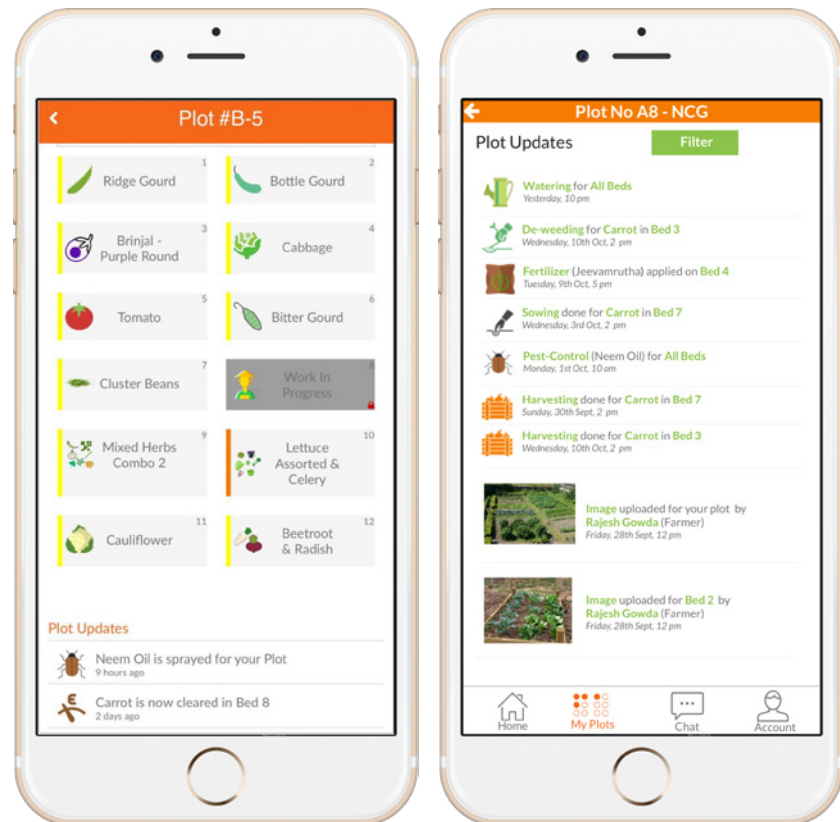 Plot #B-5
1
Ridge Gourd
2
Bottle Gourd
3
Brinjal -
Purple Round
4
Cabbage
5
Tomato
6
Bitter Gourd
7
Cluster Beans
8
Work In
Progress
9
Mixed Herbs
Combo 2
10
Lettuce
Assorted &
Celery
11
Cauliflower
12
Beetroot
& Radish
Plot Updates
Neem Oil is sprayed for your Plot
9 hours ago
Carrot is now cleared in Bed 8
2 days ago
Plot No A8 - NCG
Plot Updates
Filter
Watering for All Beds
Yesterday, 10 pm
De-weeding for Carrot in Bed 3
Wednesday, 10th Oct, 2 pm
Fertilizer (Jeevamrutha) applied on Bed 4
Tuesday, 9th Oct, 5 pm
Sowing done for Carrot in Bed 7
Wednesday, 3rd Oct, 2 pm
Pest-Control (Neem Oil) for All Beds
Monday, 1st Oct, 10 am
Harvesting done for Carrot in Bed 7
Sunday, 30th Sept, 2 pm
Harvesting done for Carrot in Bed 3
Wednesday, 10th Oct, 2 pm
Image uploaded for your plot by
Rajesh Gowda (Farmer)
Friday, 28th Sept, 12 pm
Image uploaded for Bed 2 by
Rajesh Gowda (Farmer)
Friday, 28th Sept, 12 pm
Home
My Plots
Chat
Account